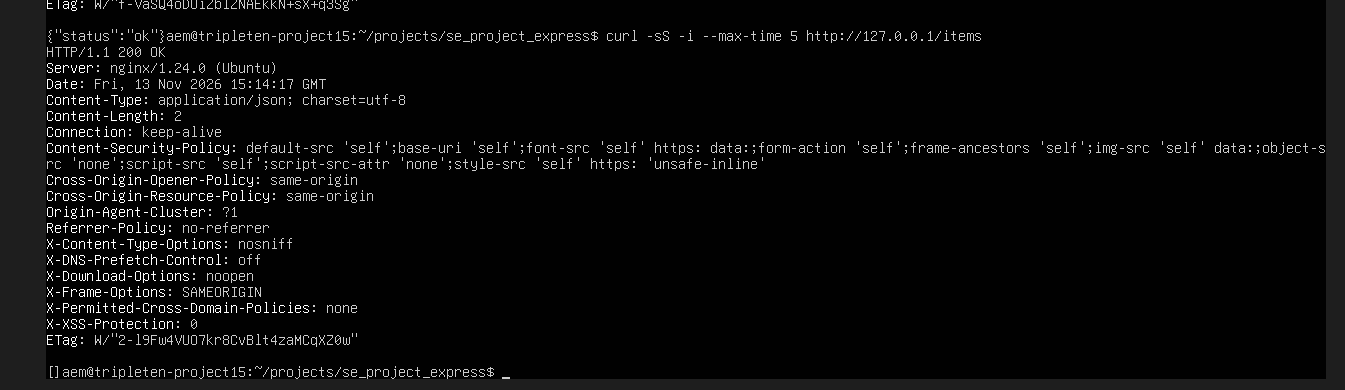 ETag: W/"f-VaSQ4oDUi2bl2NAEkkN+sX+q3Sg"
{"status":"ok"}aem@tripleten-project15:~/projects/se_project_express$ curl -sS -i --max-time 5 http://127.0.0.1/items
HTTP/1.1 200 OK
Server: nginx/1.24.0 (Ubuntu)
Date: Fri, 13 Nov 2026 15:14:17 GMT
Content-Type: application/json; charset=utf-8
Content-Length: 2
Connection: keep-alive
Content-Security-Policy: default-src 'self';base-uri 'self';font-src 'self' https: data:;form-action 'self';frame-ancestors 'self';img-src 'self' data:;object-s
rc 'none';script-src 'self';script-src-attr 'none';style-src 'self' https: 'unsafe-inline'
Cross-Origin-Opener-Policy: same-origin
Cross-Origin-Resource-Policy: same-origin
Origin-Agent-Cluster: ?1
Referrer-Policy: no-referrer
X-Content-Type-Options: nosniff
X-DNS-Prefetch-Control: off
X-Download-Options: noopen
X-Frame-Options: SAMEORIGIN
X-Permitted-Cross-Domain-Policies: none
X-XSS-Protection: 0
ETag: W/"2-l9Fw4VUO7kr8CvBlt4zaMCqXZ0w"
[]aem@tripleten-project15:~/projects/se_project_express$ _